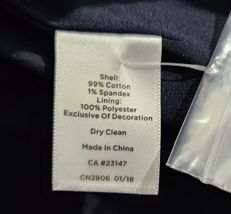 Shell:
99% Cotton
1% Spandex
Lining:
100% Polyester
Exclusive Of Decoration
Dry Clean
Made in China
CA #23147
CN2806 01/18